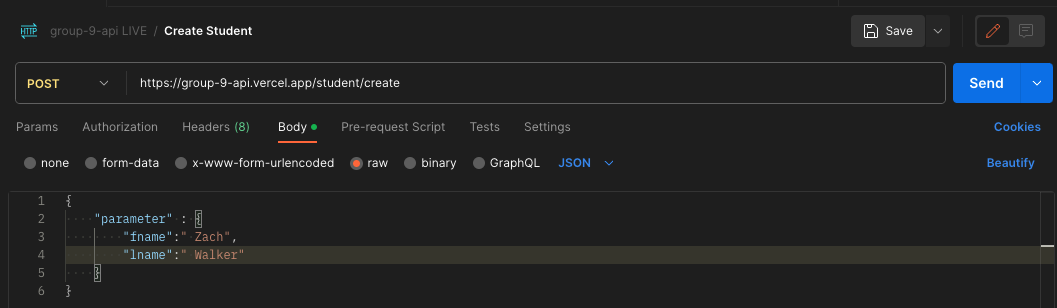 HTTP group-9-api LIVE / Create Student Save
POST https://group-9-api.vercel.app/student/create Send
Params Authorization Headers (8) Body Pre-request Script Tests Settings Cookies
none form-data x-www-form-urlencoded raw binary GraphQL JSON Beautify
1 {
2 "parameter" : {
3 "fname":" Zach",
4 "lname":" Walker"
5 }
6 }